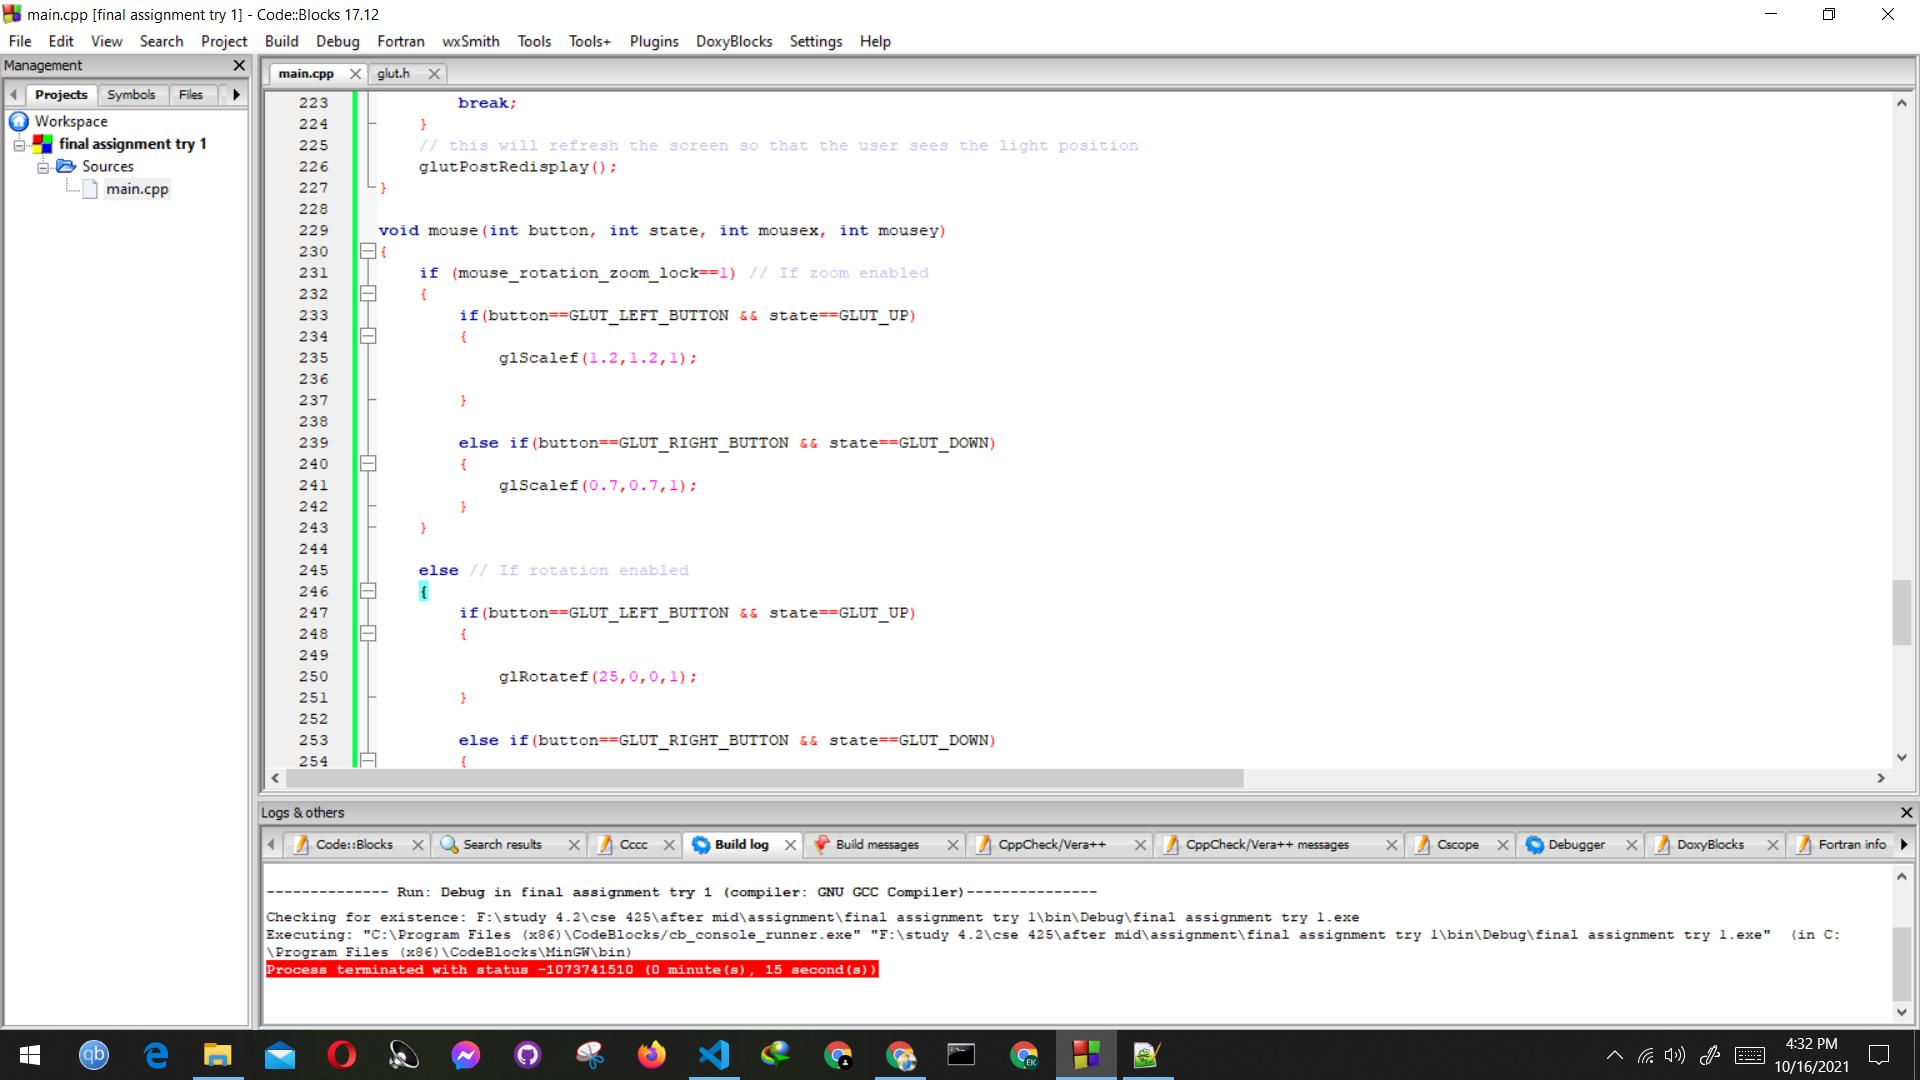 main.cpp [final assignment try 1] - Code::Blocks 17.12
File Edit View Search Project Build Debug Fortran wxSmith Tools Tools+ Plugins DoxyBlocks Settings Help
Management
Projects Symbols Files
Workspace
final assignment try 1
Sources
main.cpp
main.cpp glut.h
223 break;
224 }
225 // this will refresh the screen so that the user sees the light position
226 glutPostRedisplay();
227 }
228
229 void mouse(int button, int state, int mousex, int mousey)
230 {
231 if (mouse_rotation_zoom_lock==1) // If zoom enabled
232 {
233 if(button==GLUT_LEFT_BUTTON && state==GLUT_UP)
234 {
235 glScalef(1.2,1.2,1);
236
237 }
238
239 else if(button==GLUT_RIGHT_BUTTON && state==GLUT_DOWN)
240 {
241 glScalef(0.7,0.7,1);
242 }
243 }
244
245 else // If rotation enabled
246 {
247 if(button==GLUT_LEFT_BUTTON && state==GLUT_UP)
248 {
249
250 glRotatef(25,0,0,1);
251 }
252
253 else if(button==GLUT_RIGHT_BUTTON && state==GLUT_DOWN)
254 {
Logs & others
Code::Blocks Search results Cccc Build log Build messages CppCheck/Vera++ CppCheck/Vera++ messages Cscope Debugger DoxyBlocks Fortran info
-------------- Run: Debug in final assignment try 1 (compiler: GNU GCC Compiler)---------------
Checking for existence: F:\study 4.2\cse 425\after mid\assignment\final assignment try 1\bin\Debug\final assignment try 1.exe
Executing: "C:\Program Files (x86)\CodeBlocks/cb_console_runner.exe" "F:\study 4.2\cse 425\after mid\assignment\final assignment try 1\bin\Debug\final assignment try 1.exe" (in C:
\Program Files (x86)\CodeBlocks\MinGW\bin)
Process terminated with status -1073741510 (0 minute(s), 15 second(s))
qb
EK
4:32 PM
10/16/2021